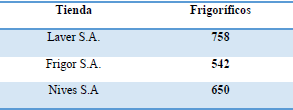 Tienda Frigoríficos
Laver S.A. 758
Frigor S.A. 542
Nives S.A 650